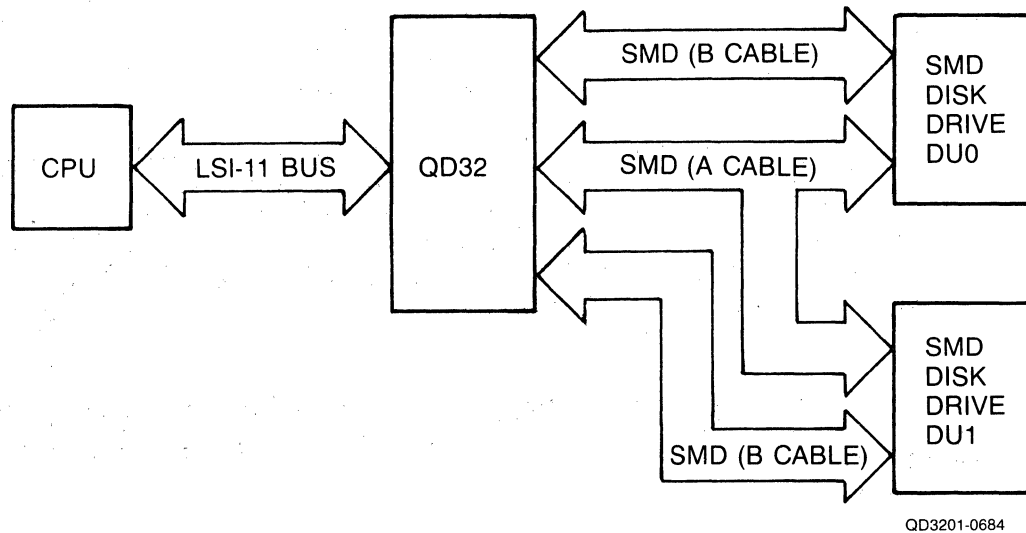 SMD (B CABLE)
SMD
DISK
DRIVE
DU0
CPU
LSI-11 BUS
QD32
SMD (A CABLE)
SMD
DISK
DRIVE
DU1
SMD (B CABLE)
QD3201-0684